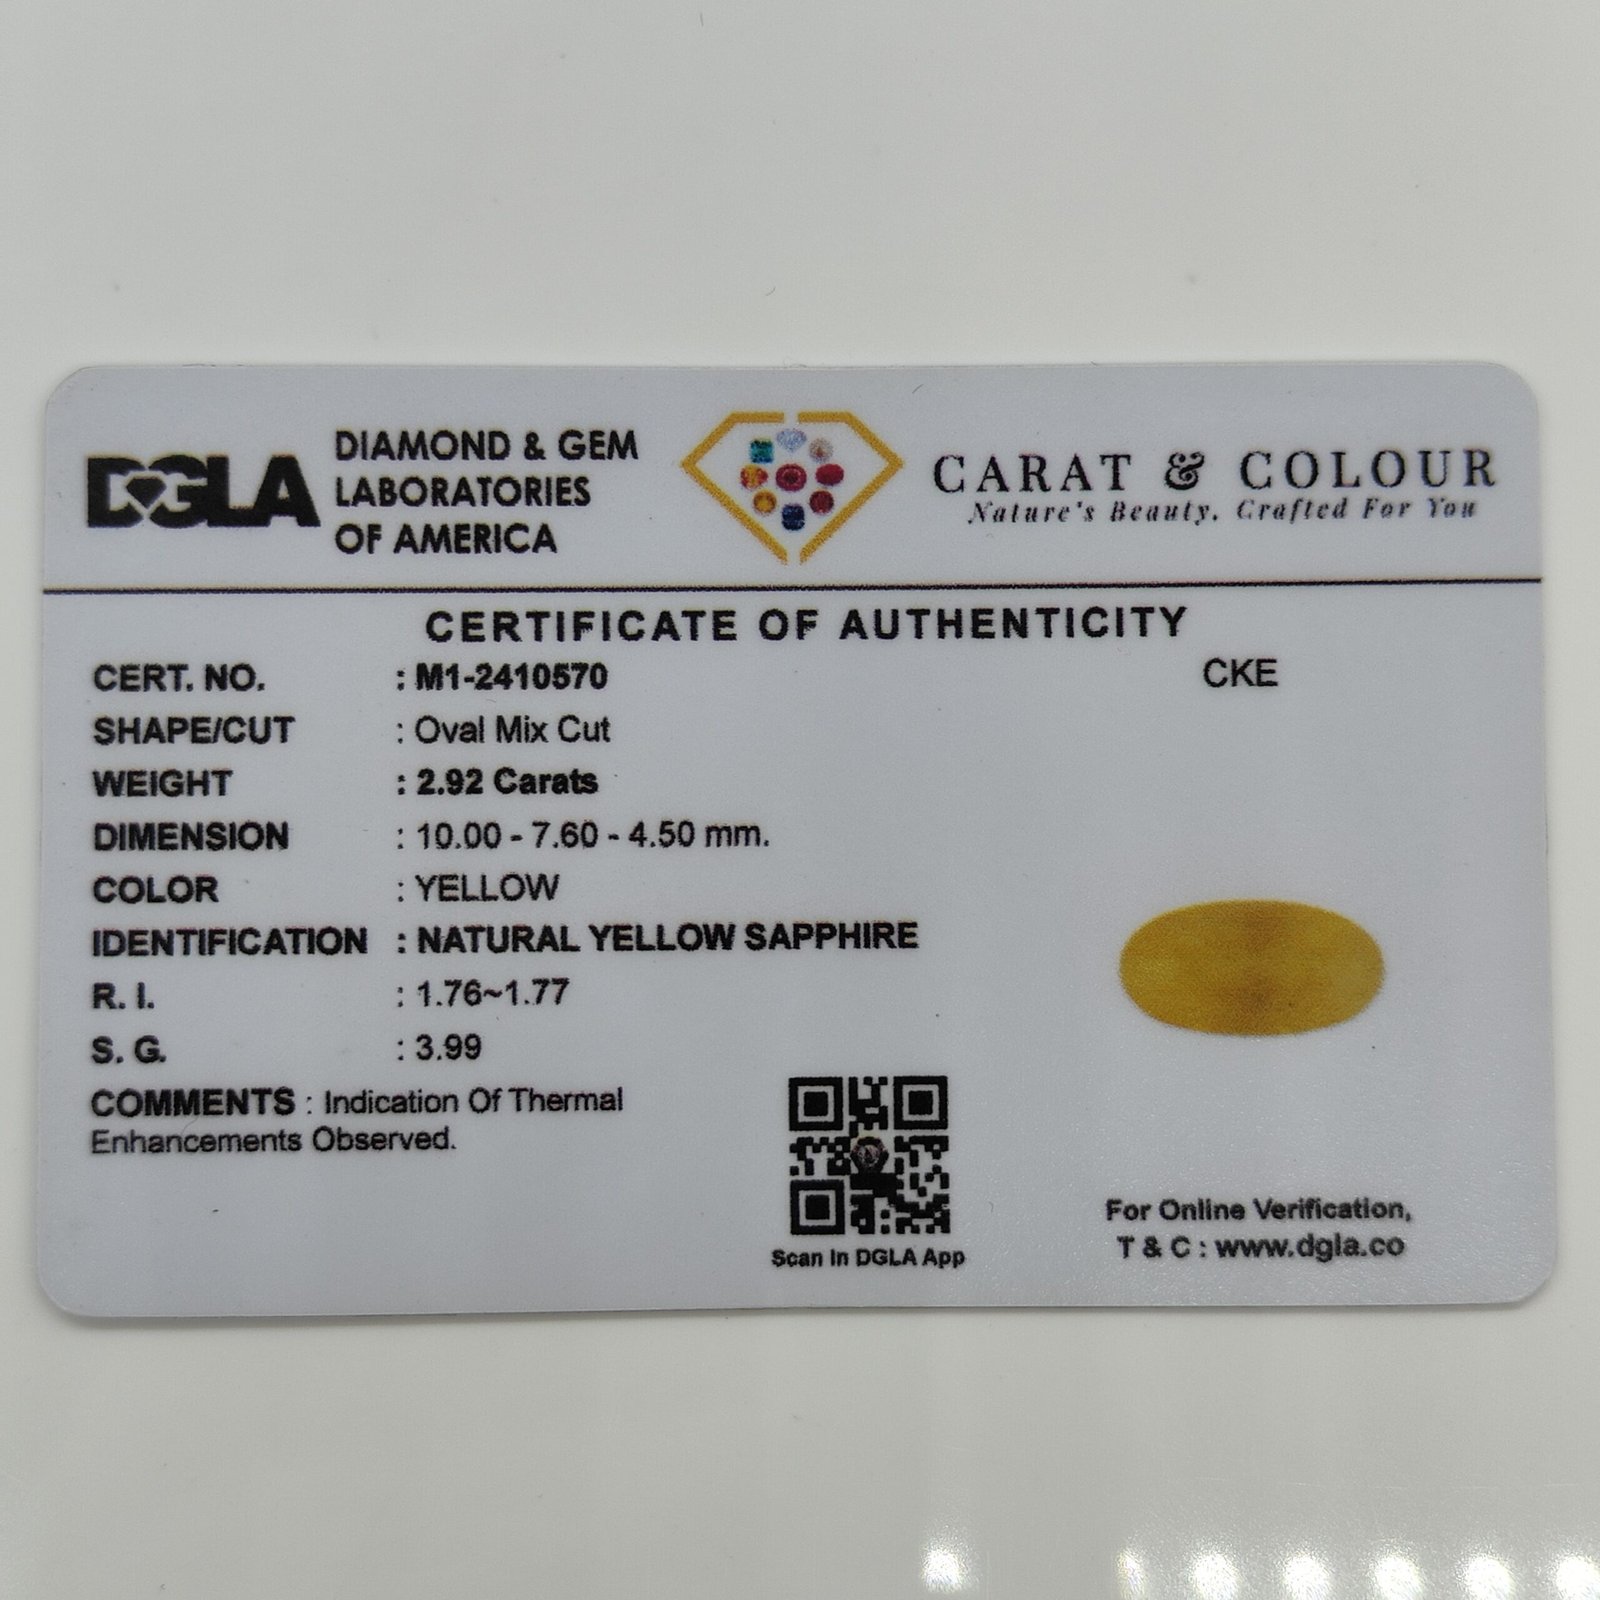 DGLA
DIAMOND & GEM
LABORATORIES
OF AMERICA
CARAT & COLOUR
Nature's Beauty, Crafted For You
CERTIFICATE OF AUTHENTICITY
CERT. NO. : M1-2410570
CKE
SHAPE/CUT : Oval Mix Cut
WEIGHT : 2.92 Carats
DIMENSION : 10.00 - 7.60 - 4.50 mm.
COLOR : YELLOW
IDENTIFICATION : NATURAL YELLOW SAPPHIRE
R. I. : 1.76~1.77
S. G. : 3.99
COMMENTS : Indication Of Thermal
Enhancements Observed.
Scan In DGLA App
For Online Verification,
T & C : www.dgla.co